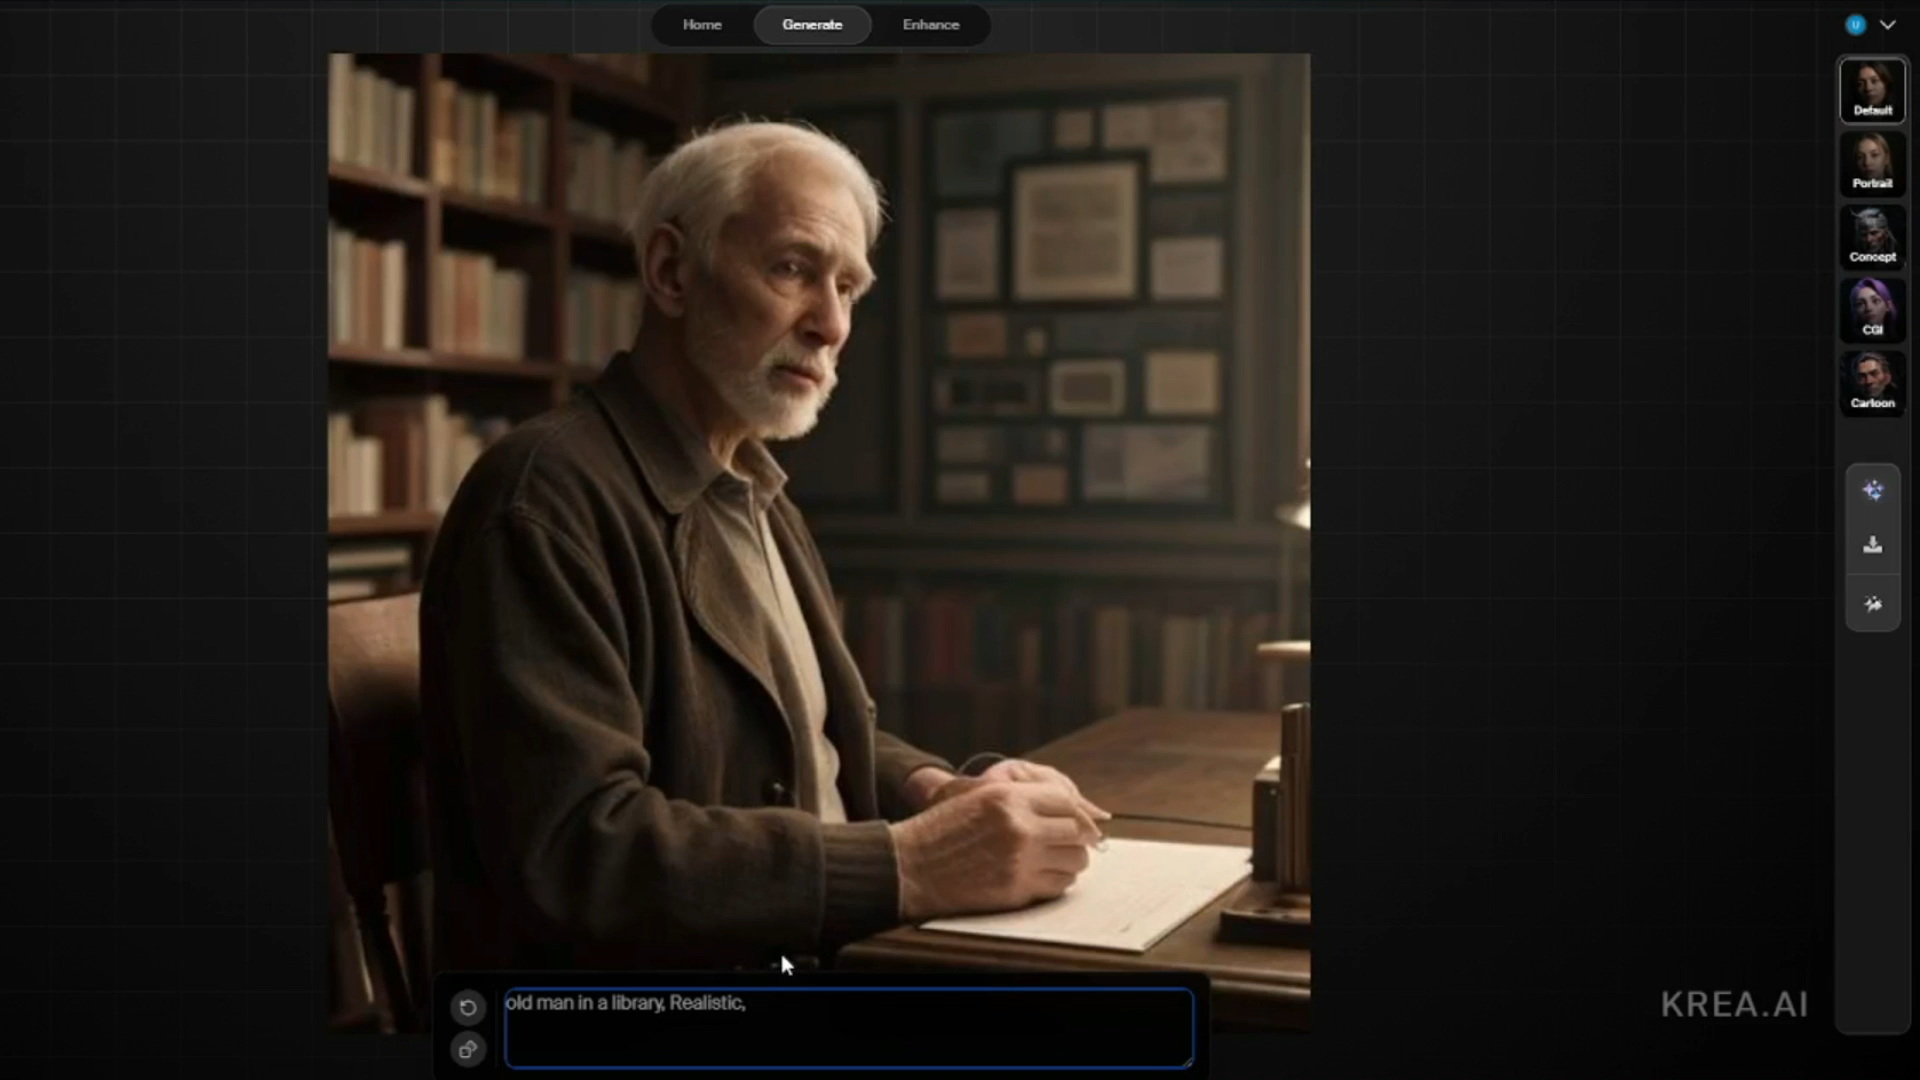 Home
Generate
Enhance
U
Default
Portrait
Concept
CGI
Cartoon
old man in a library, Realistic,
KREA.AI